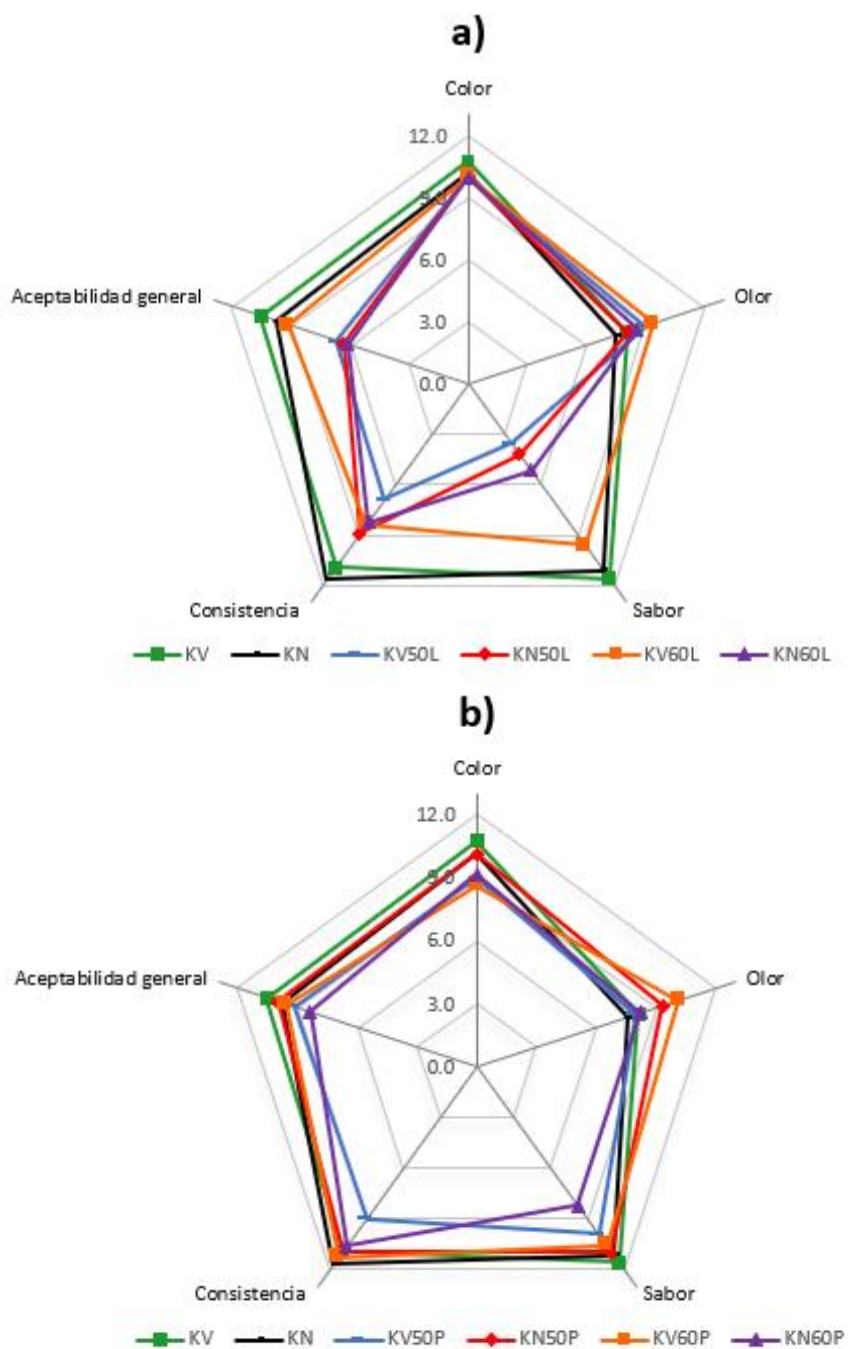 a)
Color
12.0
9.0
6.0
3.0
0.0
Aceptabilidad general
Olor
Consistencia
Sabor
KV KN KV50L KN50L KV60L KN60L
b)
Color
12.0
9.0
6.0
3.0
0.0
Aceptabilidad general
Olor
Consistencia
Sabor
KV KN KV50P KN50P KV60P KN60P